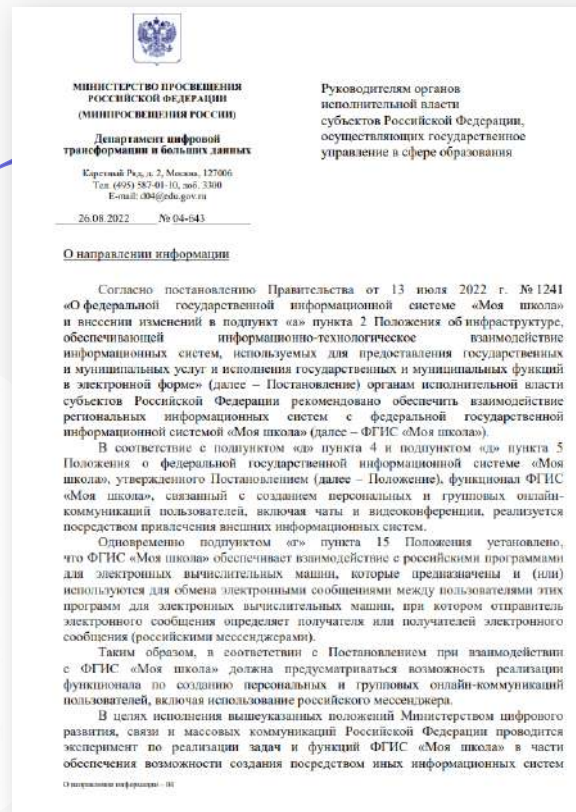 МИНИСТЕРСТВО ПРОСВЕЩЕНИЯ
РОССИЙСКОЙ ФЕДЕРАЦИИ
(МИНПРОСВЕЩЕНИЯ РОССИИ)
Департамент цифровой
трансформации и больших данных
Каретный Ряд, д. 2, Москва, 127006
Тел. (495) 587-01-10, доб. 3300
E-mail: d04@edu.gov.ru
26.08.2022 № 04-643
Руководителям органов
исполнительной власти
субъектов Российской Федерации,
осуществляющих государственное
управление в сфере образования
О направлении информации
Согласно постановлению Правительства от 13 июля 2022 г. № 1241
«О федеральной государственной информационной системе «Моя школа»
и внесении изменений в подпункт «а» пункта 2 Положения об инфраструктуре,
обеспечивающей информационно-технологическое взаимодействие
информационных систем, используемых для предоставления государственных
и муниципальных услуг и исполнения государственных и муниципальных функций
в электронной форме» (далее – Постановление) органам исполнительной власти
субъектов Российской Федерации рекомендовано обеспечить взаимодействие
региональных информационных систем с федеральной государственной
информационной системой «Моя школа» (далее – ФГИС «Моя школа»).
В соответствие с подпунктом «д» пункта 4 и подпунктом «д» пункта 5
Положения о федеральной государственной информационной системе «Моя
школа», утвержденного Постановлением (далее – Положение), функционал ФГИС
«Моя школа», связанный с созданием персональных и групповых онлайн-
коммуникаций пользователей, включая чаты и видеоконференции, реализуется
посредством привлечения внешних информационных систем.
Одновременно подпунктом «г» пункта 15 Положения установлено,
что ФГИС «Моя школа» обеспечивает взаимодействие с российскими программами
для электронных вычислительных машин, которые предназначены и (или)
используются для обмена электронными сообщениями между пользователями этих
программ для электронных вычислительных машин, при котором отправитель
электронного сообщения определяет получателя или получателей электронного
сообщения (российскими мессенджерами).
Таким образом, в соответствии с Постановлением при взаимодействии
с ФГИС «Моя школа» должна предусматриваться возможность реализации
функционала по созданию персональных и групповых онлайн-коммуникаций
пользователей, включая использование российского мессенджера.
В целях исполнения вышеуказанных положений Министерством цифрового
развития, связи и массовых коммуникаций Российской Федерации проводится
эксперимент по реализации задач и функций ФГИС «Моя школа» в части
обеспечения возможности создания посредством иных информационных систем
О направлении информации – 04